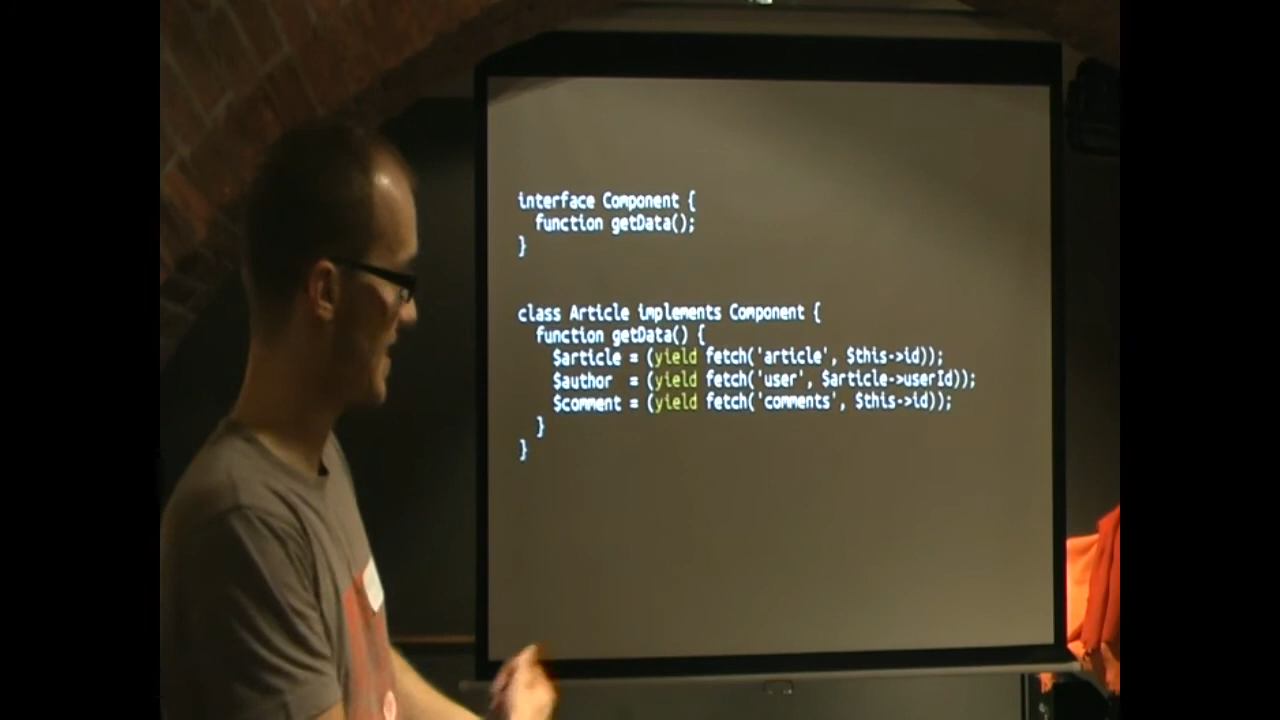 interface Component {
function getData();
}
class Article implements Component {
function getData() {
$article = (yield fetch('article', $this->id));
$author = (yield fetch('user', $article->userId));
$comment = (yield fetch('comments', $this->id));
}
}